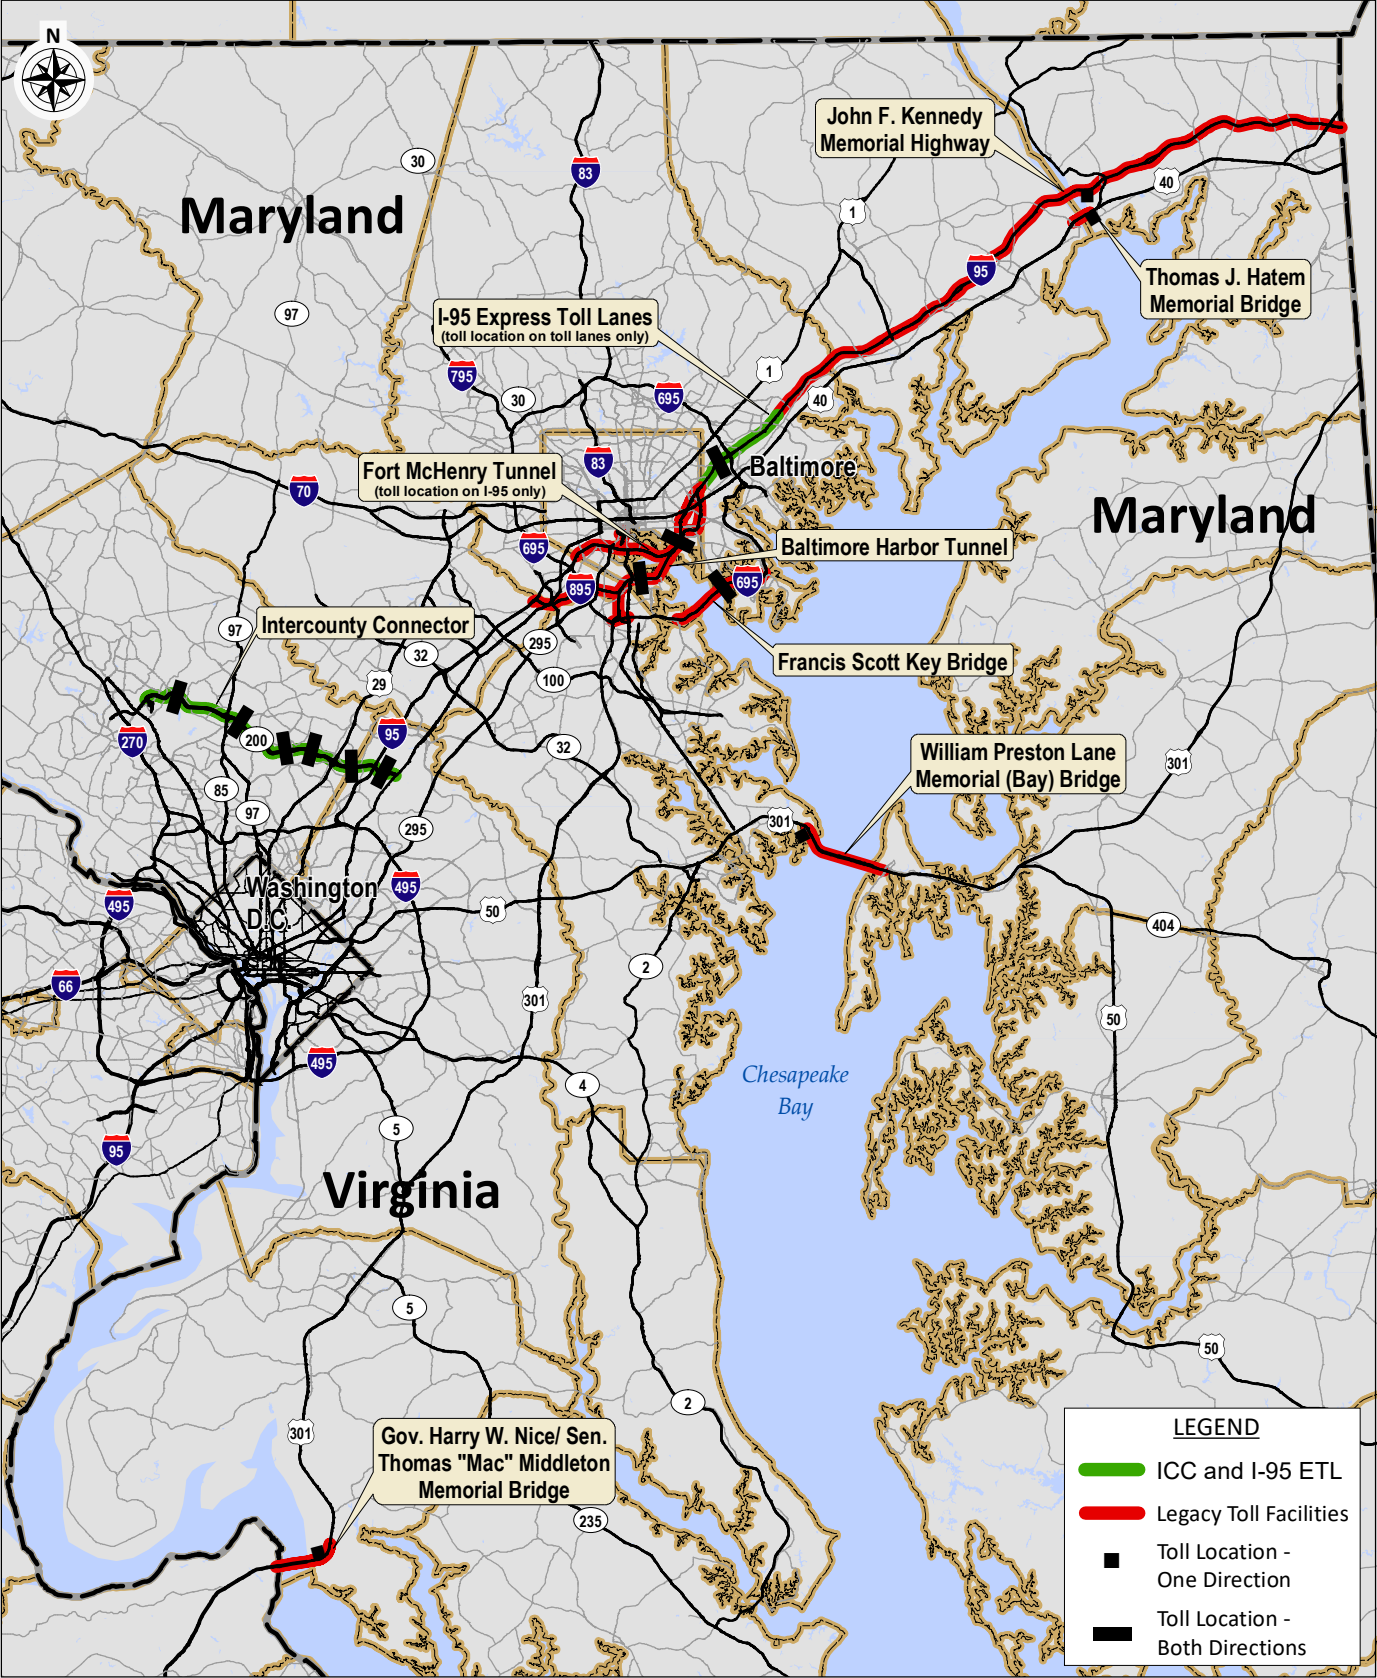 N
John F. Kennedy
Memorial Highway
30
83
40
Maryland
1
95
Thomas J. Hatem
Memorial Bridge
97
I-95 Express Toll Lanes
(toll location on toll lanes only)
1
795
30
695
40
83
Fort McHenry Tunnel
(toll location on I-95 only)
Baltimore
70
Maryland
695
Baltimore Harbor Tunnel
895
695
Intercounty Connector
97
295
32
Francis Scott Key Bridge
100
29
95
200
270
32
William Preston Lane
Memorial (Bay) Bridge
301
85
97
301
295
Washington
D.C.
495
495
50
404
2
66
301
50
495
Chesapeake
Bay
4
5
95
Virginia
5
50
2
301
Gov. Harry W. Nice/ Sen.
Thomas "Mac" Middleton
Memorial Bridge
235
LEGEND
ICC and I-95 ETL
Legacy Toll Facilities
Toll Location -
One Direction
Toll Location -
Both Directions